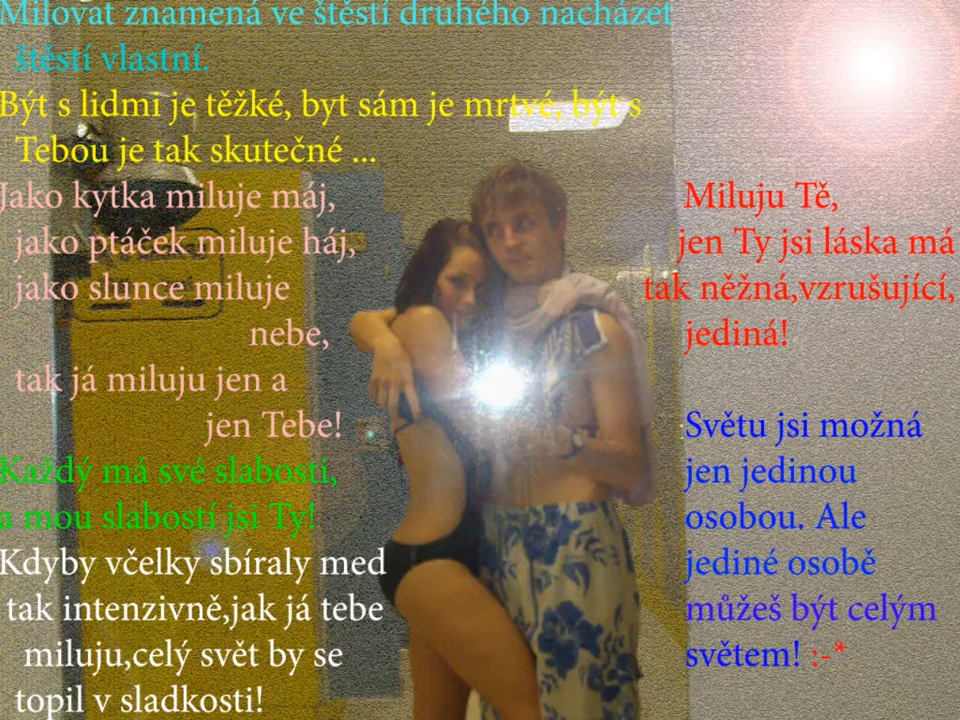 Milovat znamená ve štěstí druhého nacházet
štěstí vlastní.
Být s lidmi je těžké, byt sám je mrtvé, být s
Tebou je tak skutečné ...
Jako kytka miluje máj,
jako ptáček miluje háj,
jako slunce miluje
nebe,
tak já miluju jen a
jen Tebe!
Každý má své slabosti,
a mou slabostí jsi Ty!
Kdyby včelky sbíraly med
tak intenzivně,jak já tebe
miluju,celý svět by se
topil v sladkosti!
Miluju Tě,
jen Ty jsi láska má
tak něžná,vzrušující,
jediná!
Světu jsi možná
jen jedinou
osobou. Ale
jediné osobě
můžeš být celým
světem! :-*